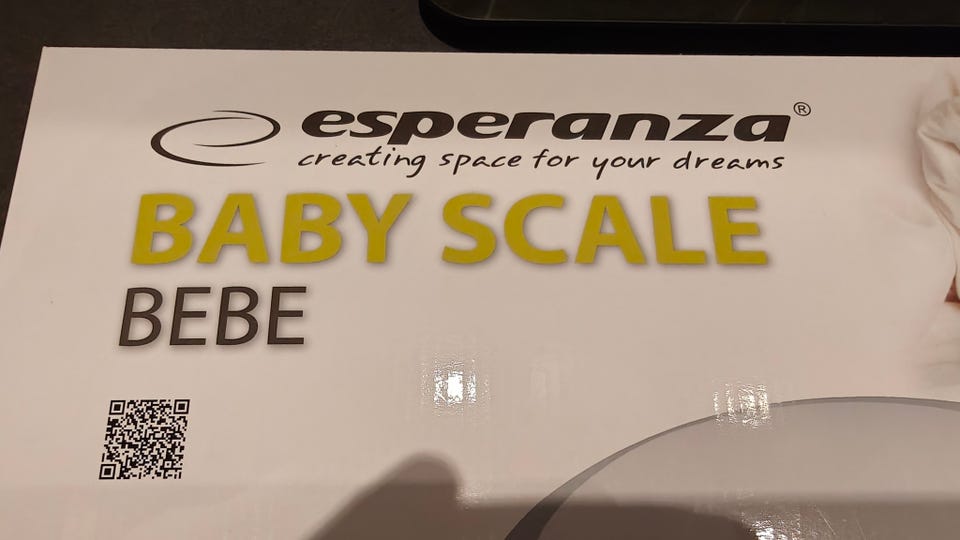 esperanza®
creating space for your dreams
BABY SCALE
BEBE